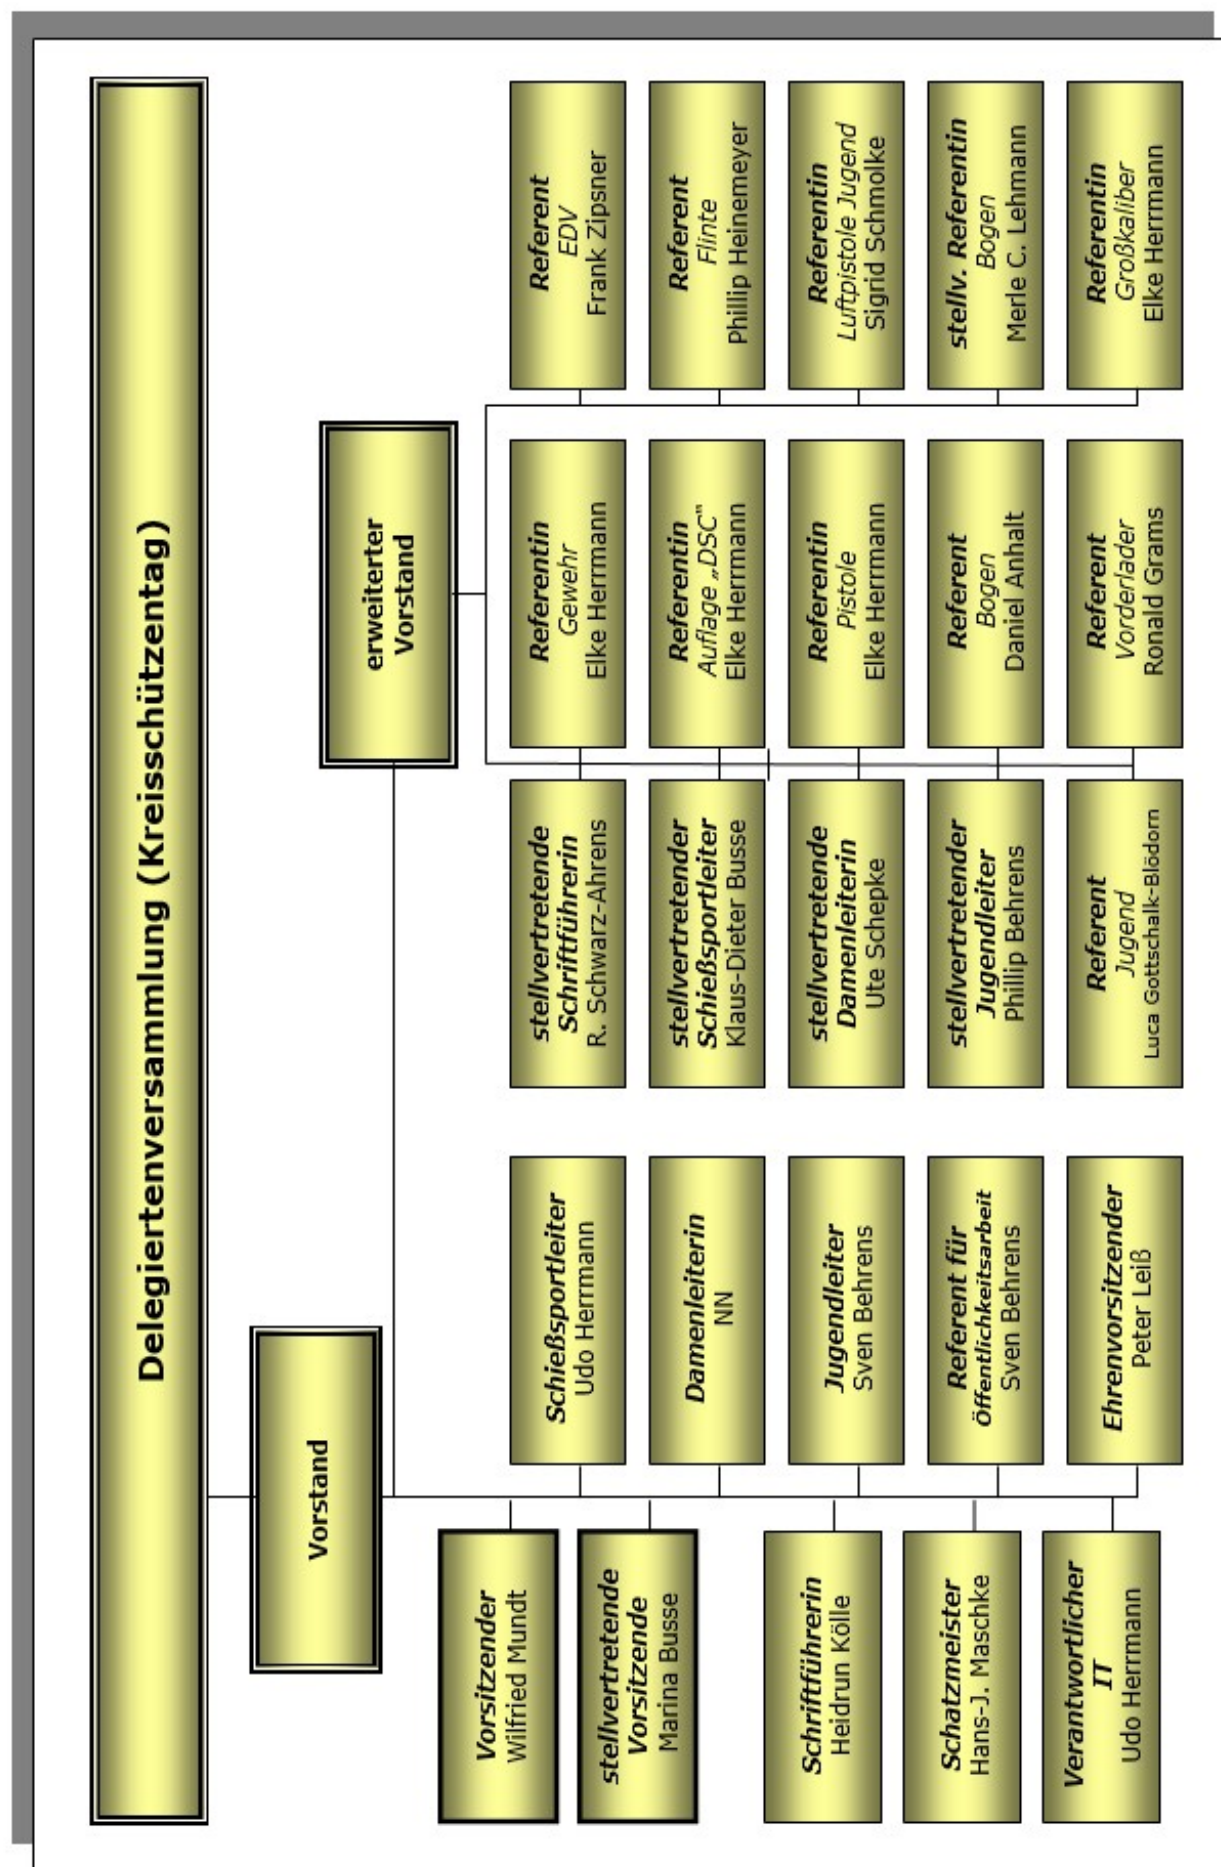 Delegiertenversammlung (Kreisschützentag)
Vorstand
erweiterter
Vorstand
Vorsitzender
Wilfried Mundt
stellvertretende
Vorsitzende
Marina Busse
Schriftführerin
Heidrun Kölle
Schatzmeister
Hans-J. Maschke
Verantwortlicher
IT
Udo Herrmann
Schießsportleiter
Udo Herrmann
Damenleiterin
NN
Jugendleiter
Sven Behrens
Referent für
Öffentlichkeitsarbeit
Sven Behrens
Ehrenvorsitzender
Peter Leiß
stellvertretende
Schriftführerin
R. Schwarz-Ahrens
stellvertretender
Schießsportleiter
Klaus-Dieter Busse
stellvertretende
Damenleiterin
Ute Schepke
stellvertretender
Jugendleiter
Phillip Behrens
Referent
Jugend
Luca Gottschalk-Blödorn
Referentin
Gewehr
Elke Herrmann
Referentin
Auflage „DSC“
Elke Herrmann
Referentin
Pistole
Elke Herrmann
Referent
Bogen
Daniel Anhalt
Referent
Vorderlader
Ronald Grams
Referent
EDV
Frank Zipsner
Referent
Flinte
Phillip Heinemeyer
Referentin
Luftpistole Jugend
Sigrid Schmolke
stellv. Referentin
Bogen
Merle C. Lehmann
Referentin
Großkaliber
Elke Herrmann